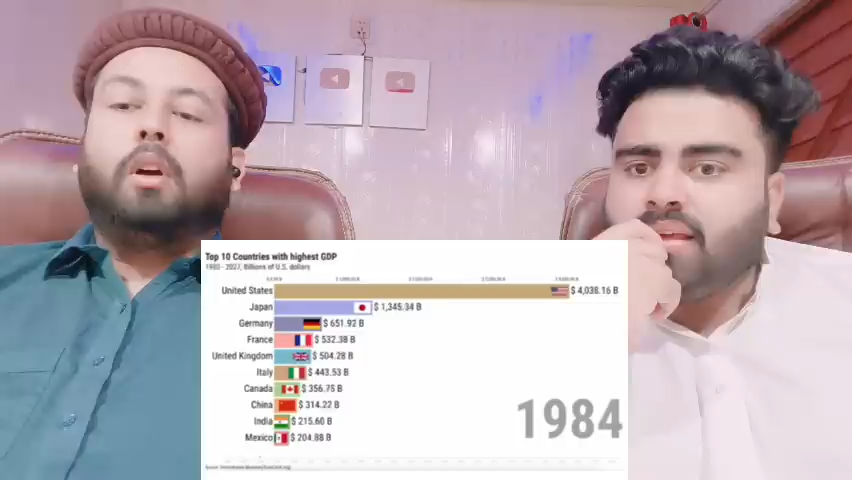 Top 10 Countries with highest GDP
1980 - 2027, Billions of U.S. dollars
United States $ 4,038.16 B
Japan $ 1,345.34 B
Germany $ 651.92 B
France $ 532.38 B
United Kingdom $ 504.28 B
Italy $ 443.53 B
Canada $ 356.75 B
China $ 314.22 B
India $ 215.60 B
Mexico $ 204.88 B
1984